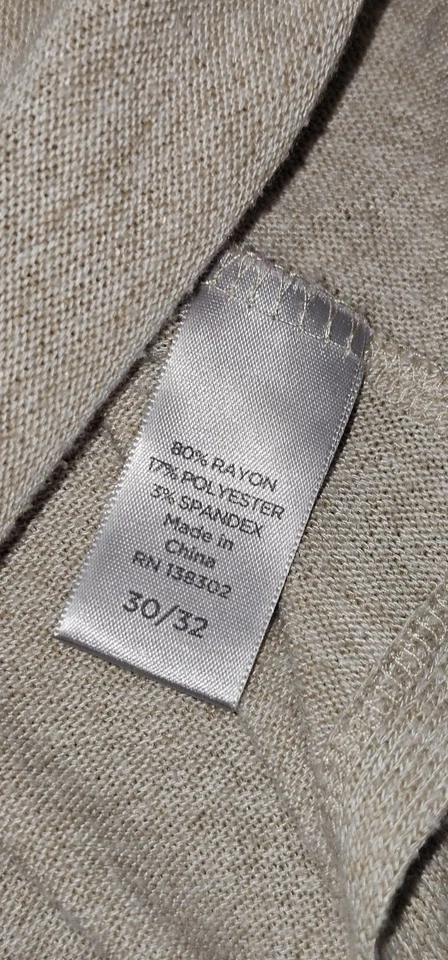 80% RAYON
17% POLYESTER
3% SPANDEX
Made in
China
RN 138302
30/32